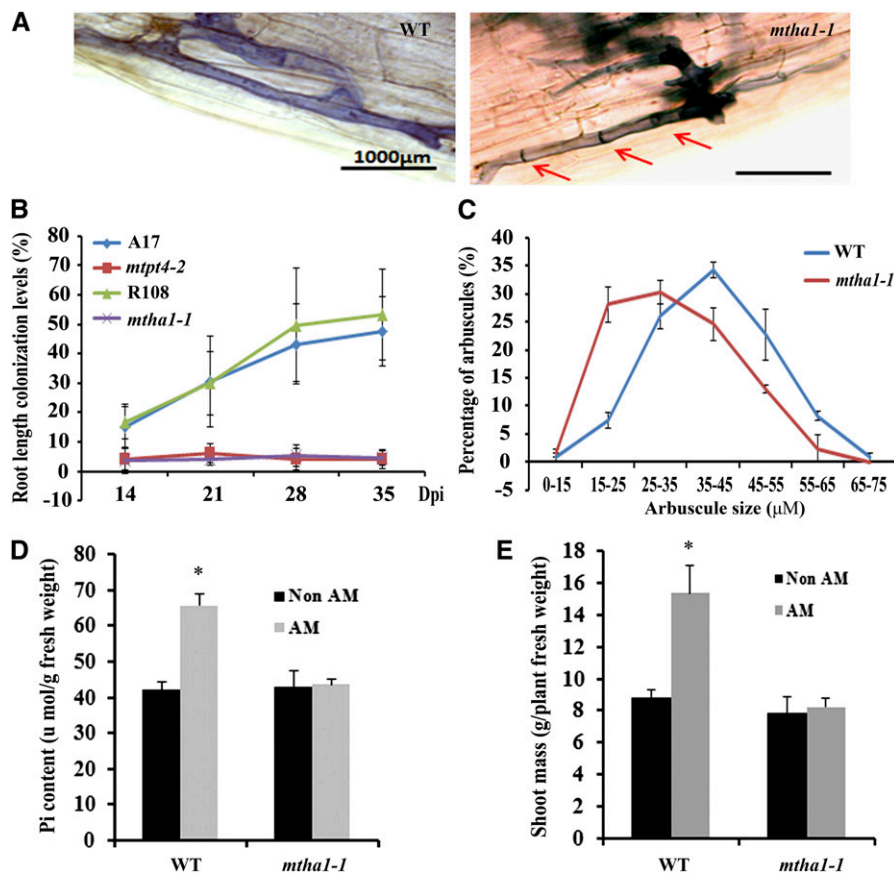 A
WT
1000μm
mtha1-1
B
Root length colonization levels (%)
80
70
60
50
40
30
20
10
0
-10
A17
mtpt4-2
R108
mtha1-1
14 21 28 35 Dpi
C
Percentage of arbuscules (%)
40
35
30
25
20
15
10
5
0
-5
WT
mtha1-1
0-15 15-25 25-35 35-45 45-55 55-65 65-75
Arbuscule size (μM)
D
Pi content (u mol/g fresh weight)
80
70
60
50
40
30
20
10
0
*
Non AM
AM
WT mtha1-1
E
Shoot mass (g/plant fresh weight)
18
16
14
12
10
8
6
4
2
0
*
Non AM
AM
WT mtha1-1